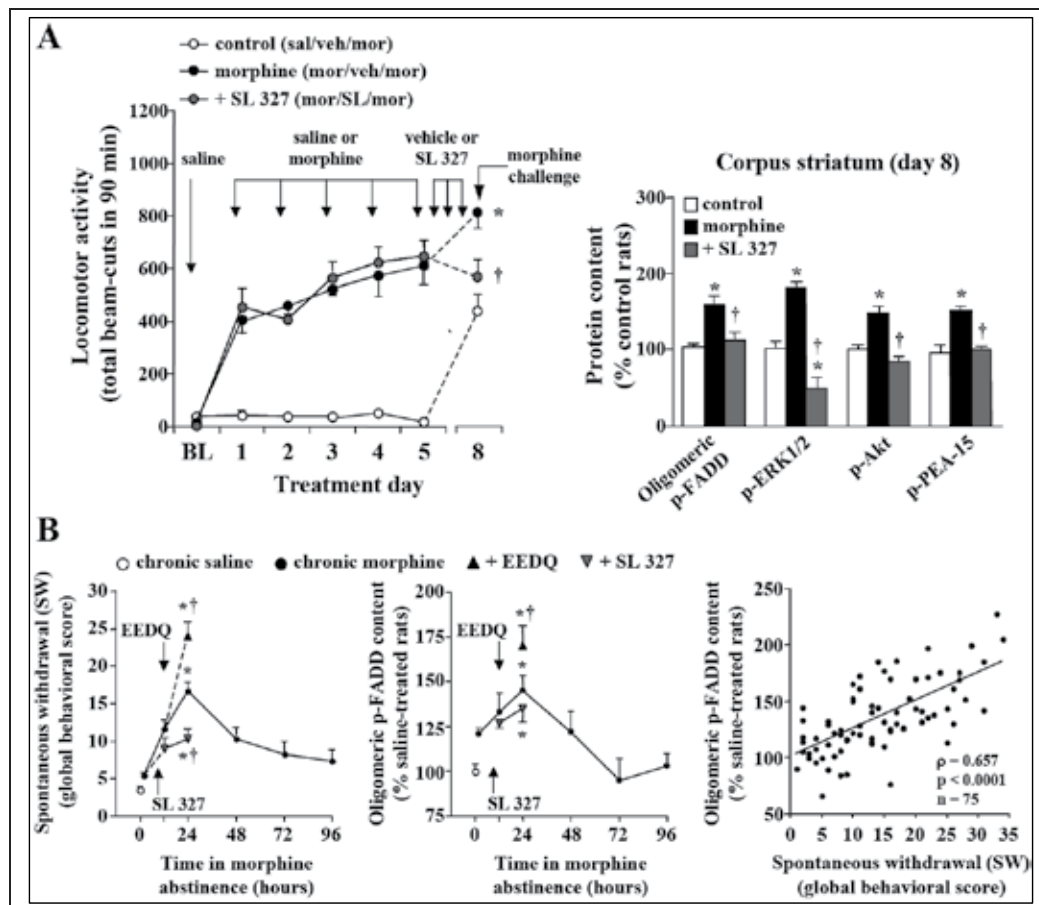 A
control (sal/veh/mor)
morphine (mor/veh/mor)
+ SL 327 (mor/SL/mor)
1200
1000
800
600
400
200
0
Locomotor activity
(total beam-cuts in 90 min)
saline
saline or
morphine
vehicle or
SL 327
morphine
challenge
*
†
BL
1
2
3
4
5
8
Treatment day
Corpus striatum (day 8)
300
200
100
0
Protein content
(% control rats)
control
morphine
+ SL 327
*
†
*
†
*
*
†
*
†
Oligomeric
p-FADD
p-ERK1/2
p-Akt
p-PEA-15
B
chronic saline
chronic morphine
+ EEDQ
+ SL 327
Spontaneous withdrawal (SW)
(global behavioral score)
30
25
20
15
10
5
0
EEDQ
*†
*
*†
SL 327
0
24
48
72
96
Time in morphine
abstinence (hours)
Oligomeric p-FADD content
(% saline-treated rats)
200
175
150
125
100
75
EEDQ
*†
*
*
SL 327
0
24
48
72
96
Time in morphine
abstinence (hours)
Oligomeric p-FADD content
(% saline-treated rats)
250
200
150
100
50
ρ = 0.657
p < 0.0001
n = 75
0
5
10
15
20
25
30
35
Spontaneous withdrawal (SW)
(global behavioral score)